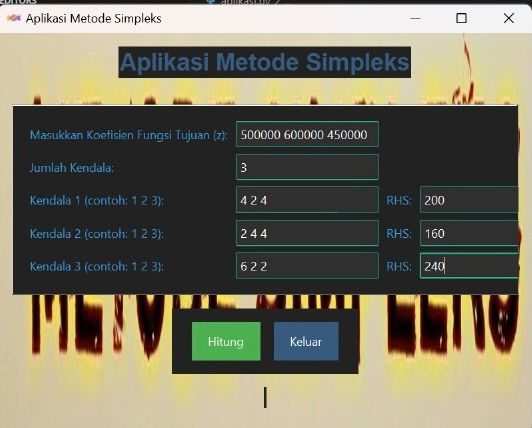 Aplikasi Metode Simpleks
Aplikasi Metode Simpleks
Masukkan Koefisien Fungsi Tujuan (z): 500000 600000 450000
Jumlah Kendala: 3
Kendala 1 (contoh: 1 2 3): 4 2 4 RHS: 200
Kendala 2 (contoh: 1 2 3): 2 4 4 RHS: 160
Kendala 3 (contoh: 1 2 3): 6 2 2 RHS: 240
Hitung Keluar